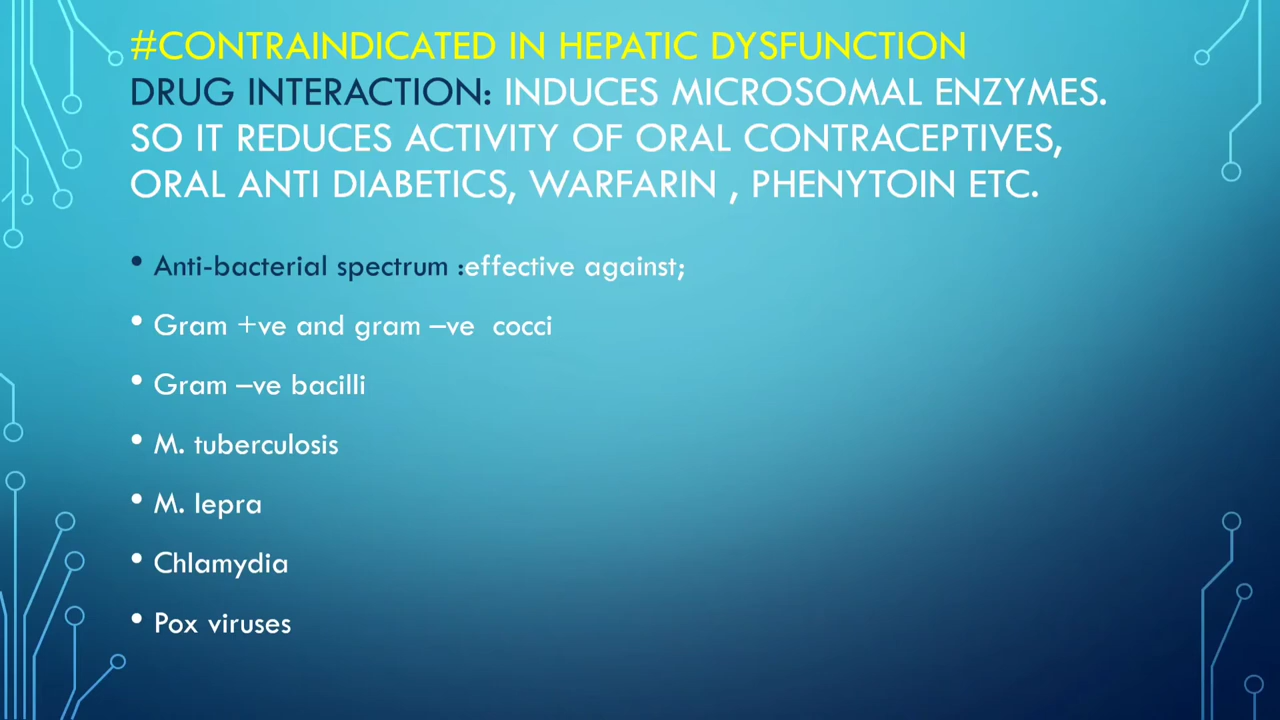 #CONTRAINDICATED IN HEPATIC DYSFUNCTION
DRUG INTERACTION: INDUCES MICROSOMAL ENZYMES.
SO IT REDUCES ACTIVITY OF ORAL CONTRACEPTIVES,
ORAL ANTI DIABETICS, WARFARIN , PHENYTOIN ETC.
• Anti-bacterial spectrum :effective against;
• Gram +ve and gram –ve  cocci
• Gram –ve bacilli
• M. tuberculosis
• M. lepra
• Chlamydia
• Pox viruses